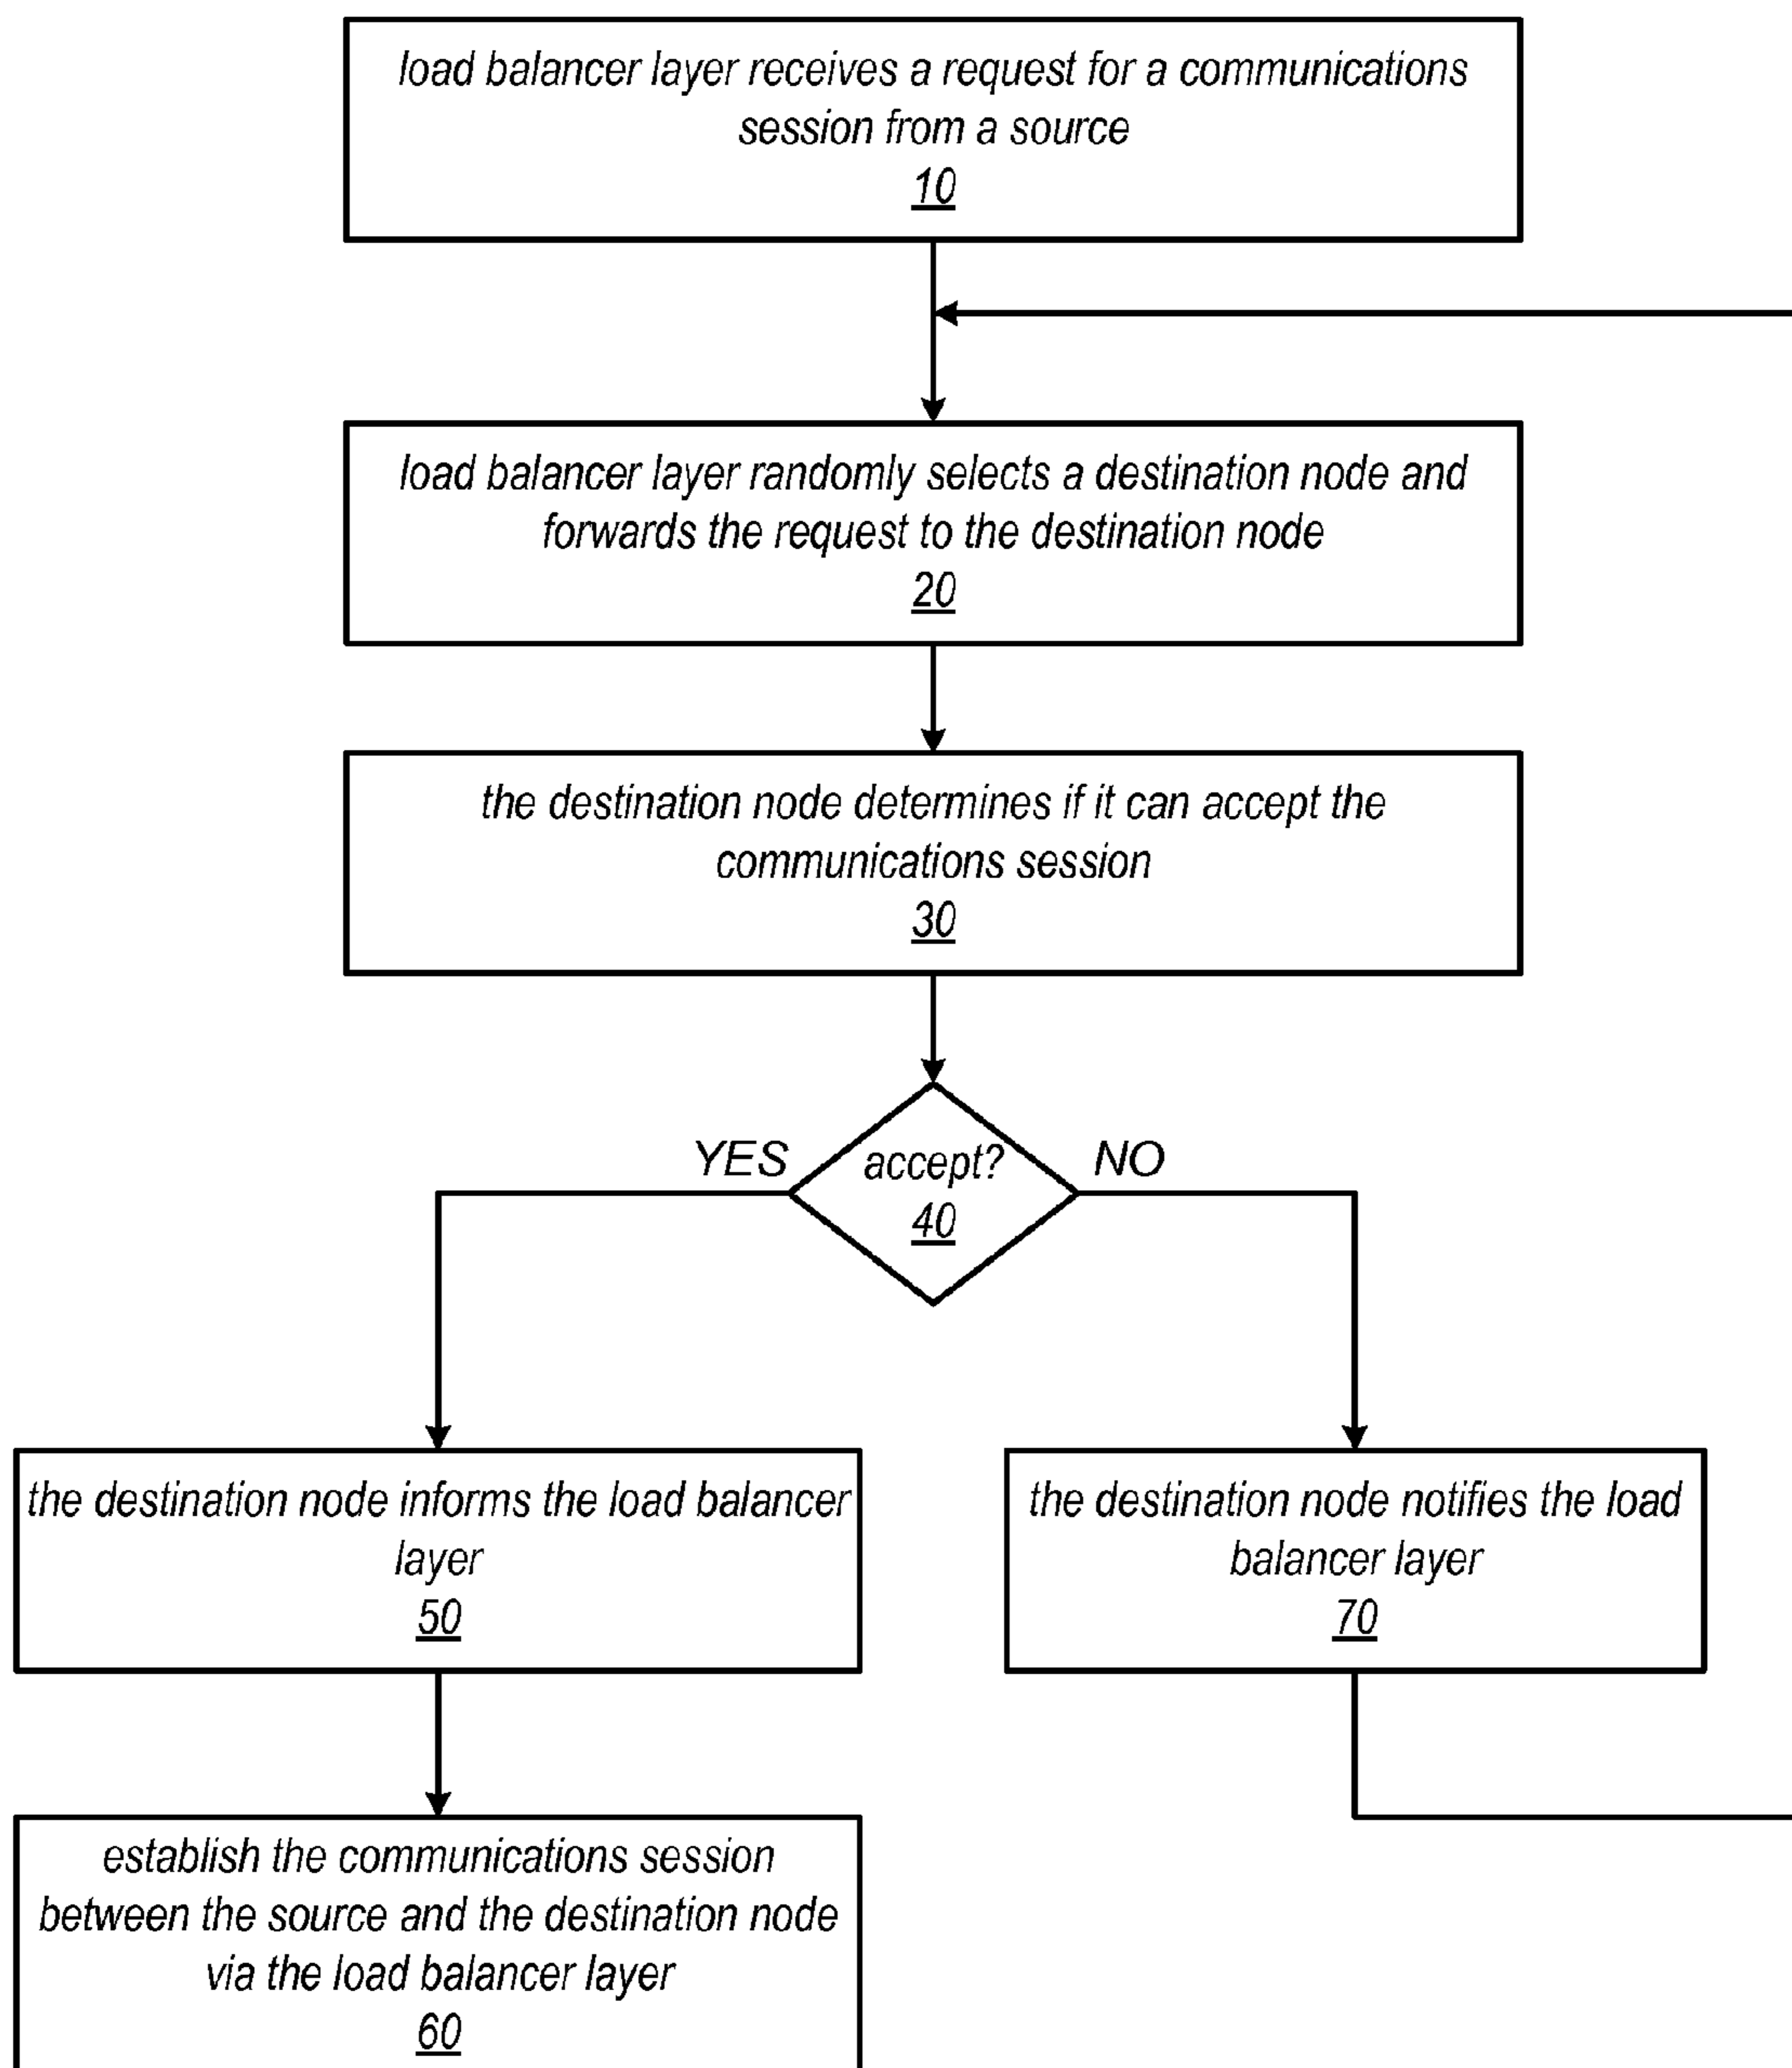 load balancer layer receives a request for a communications
session from a source
10
load balancer layer randomly selects a destination node and
forwards the request to the destination node
20
the destination node determines if it can accept the
communications session
30
YES
accept?
40
NO
the destination node informs the load balancer
layer
50
the destination node notifies the load
balancer layer
70
establish the communications session
between the source and the destination node
via the load balancer layer
60